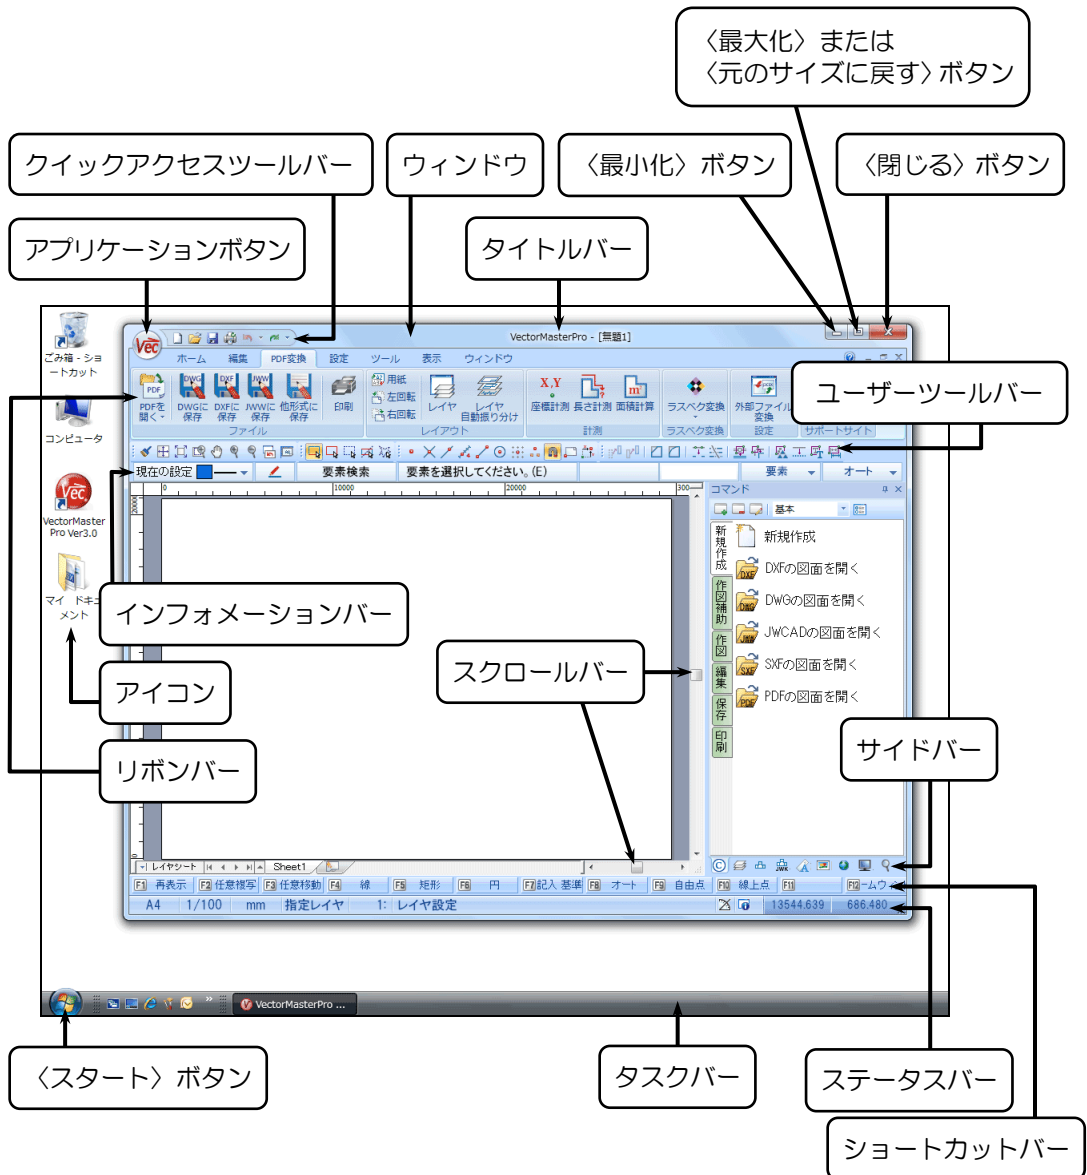 〈最大化〉または
〈元のサイズに戻す〉ボタン
クイックアクセスツールバー
ウィンドウ
〈最小化〉ボタン
〈閉じる〉ボタン
アプリケーションボタン
タイトルバー
ごみ箱 - ショ
ートカット
コンピュータ
VectorMaster
Pro Ver3.0
マイ ドキュ
メント
Vec
VectorMasterPro - [無題1]
ホーム 編集 PDF変換 設定 ツール 表示 ウィンドウ
ユーザーツールバー
PDFを
開く
DWGに
保存
DXFに
保存
JWWに
保存
他形式に
保存
印刷
用紙
左回転
右回転
レイヤ
レイヤ
自動振り分け
X,Y
座標計測
長さ計測
面積計算
ラスベク変換
外部ファイル
変換
ファイル
レイアウト
計測
ラスベク変換
設定
サポートサイト
現在の設定
要素検索
要素を選択してください。(E)
要素
オート
0 10000 20000 300
コマンド
基本
新規作成
作図補助
作図
編集
保存
印刷
新規作成
DXFの図面を開く
DWGの図面を開く
JWCADの図面を開く
SXFの図面を開く
PDFの図面を開く
インフォメーションバー
スクロールバー
アイコン
リボンバー
サイドバー
レイヤシート Sheet1
F1 再表示 F2 任意複写 F3 任意移動 F4 線 F5 矩形 F6 円 F7 記入 基準 F8 オート F9 自由点 F10 線上点 F11 F12
A4 1/100 mm 指定レイヤ 1: レイヤ設定 13544.639 686.480
VectorMasterPro ...
〈スタート〉ボタン
タスクバー
ステータスバー
ショートカットバー